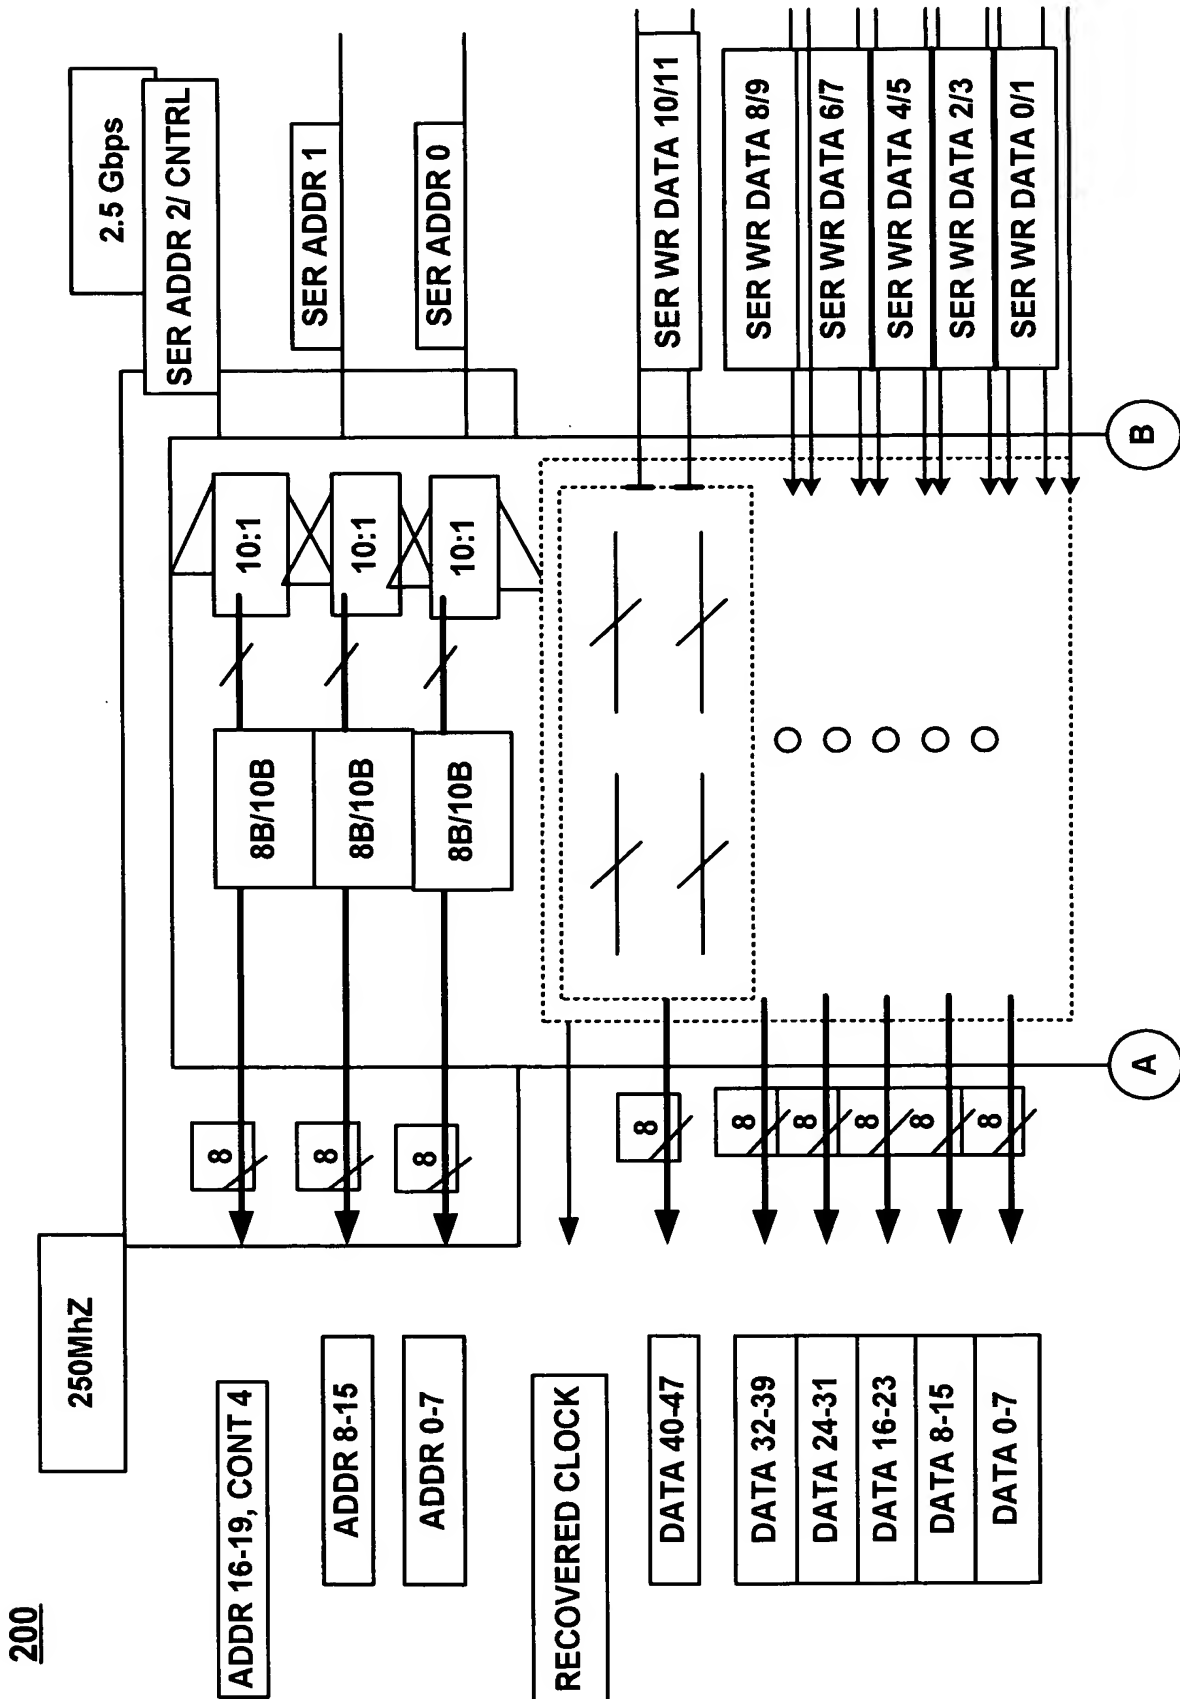 200
250MhZ
2.5 Gbps
ADDR 16-19, CONT 4
8
8B/10B
10:1
SER ADDR 2/ CNTRL
ADDR 8-15
8
8B/10B
10:1
SER ADDR 1
ADDR 0-7
8
8B/10B
10:1
SER ADDR 0
RECOVERED CLOCK
DATA 40-47
8
SER WR DATA 10/11
DATA 32-39
8
SER WR DATA 8/9
DATA 24-31
8
SER WR DATA 6/7
DATA 16-23
8
SER WR DATA 4/5
DATA 8-15
8
SER WR DATA 2/3
DATA 0-7
8
SER WR DATA 0/1
A
B